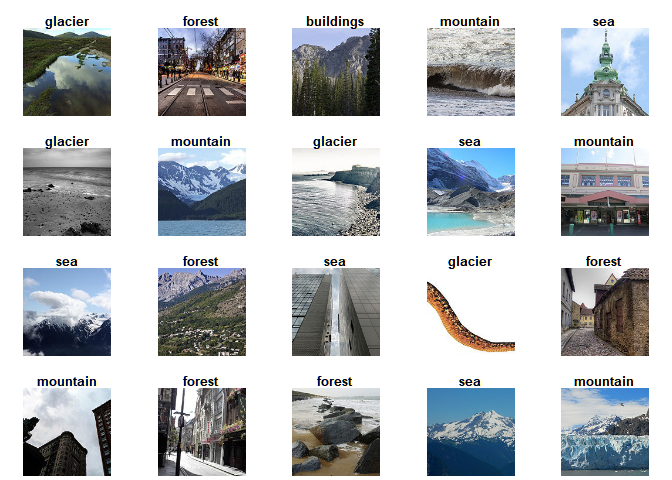 glacier forest buildings mountain sea
glacier mountain glacier sea mountain
sea forest sea glacier forest
mountain forest forest sea mountain